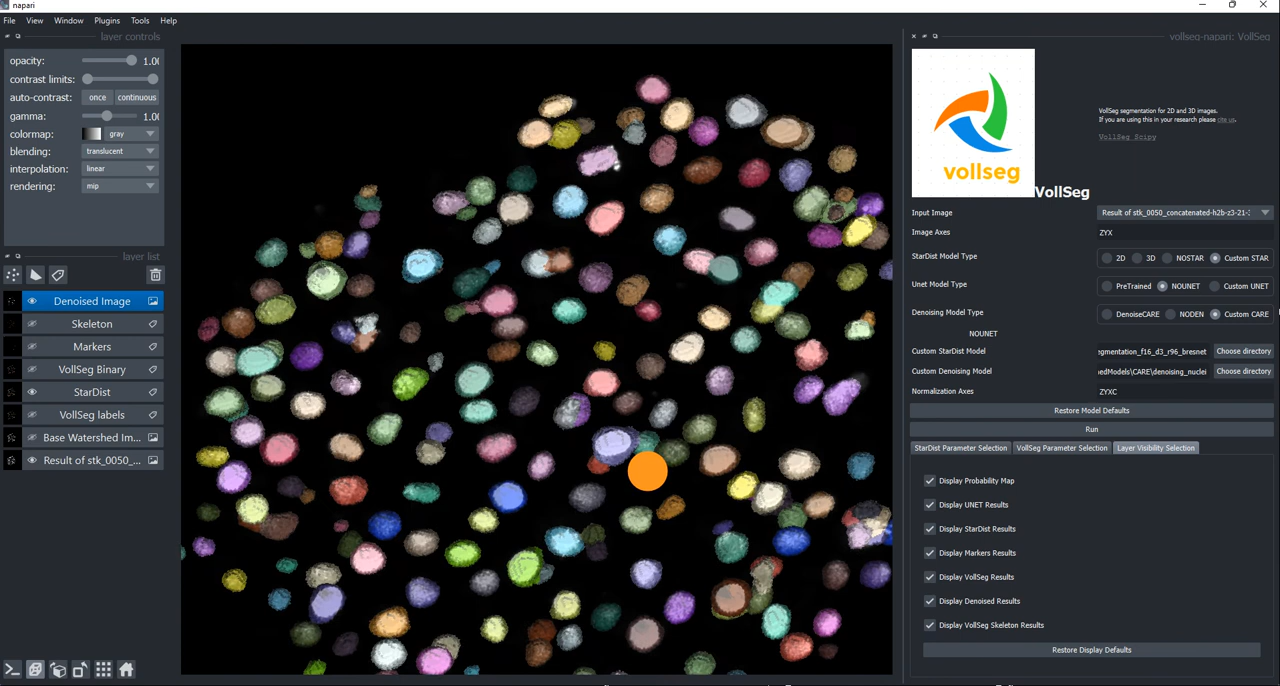 napari
File View Window Plugins Tools Help
layer controls
opacity: 1.00
contrast limits:
auto-contrast: once continuous
gamma: 1.00
colormap: gray
blending: translucent
interpolation: linear
rendering: mip
layer list
Denoised Image
Skeleton
Markers
VollSeg Binary
StarDist
VollSeg labels
Base Watershed Im...
Result of stk_0050_...
vollseg-napari: VollSeg
vollseg
VollSeg
VollSeg segmentation for 2D and 3D images.
If you are using this in your research please cite us.
VollSeg Scipy
Input Image Result of stk_0050_concatenated-h2b-z3-21-:
Image Axes ZYX
StarDist Model Type 2D 3D NOSTAR Custom STAR
Unet Model Type PreTrained NOUNET Custom UNET
Denoising Model Type DenoiseCARE NODEN Custom CARE
NOUNET
Custom StarDist Model egmentation_f16_d3_r96_bresnet Choose directory
Custom Denoising Model edModels\CARE\denoising_nuclei Choose directory
Normalization Axes ZYXC
Restore Model Defaults
Run
StarDist Parameter Selection VollSeg Parameter Selection Layer Visibility Selection
Display Probability Map
Display UNET Results
Display StarDist Results
Display Markers Results
Display VollSeg Results
Display Denoised Results
Display VollSeg Skeleton Results
Restore Display Defaults